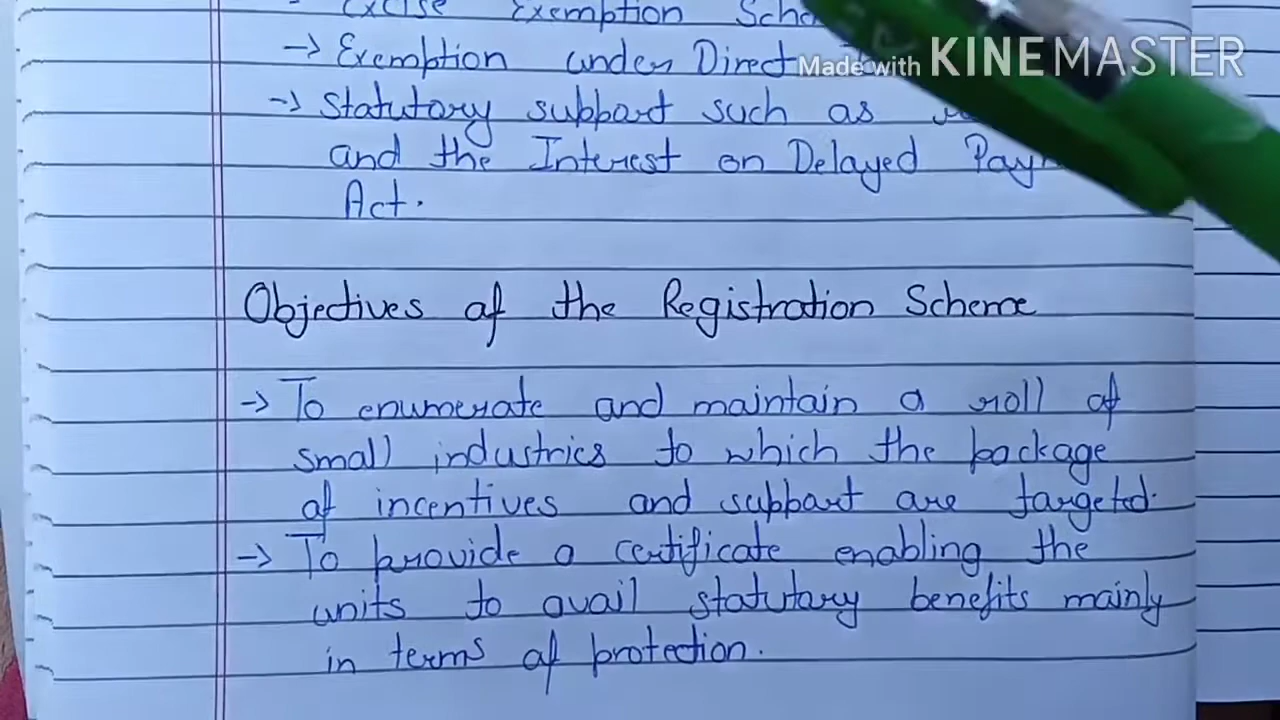 Excise Exemption
→ Exemption under Direct
→ Statutory support such as
and the Interest on Delayed
Act.
Made with KINEMASTER
Objectives of the Registration Scheme
→ To enumerate and maintain a roll of
small industries to which the package
of incentives and support are targeted.
→ To provide a certificate enabling the
units to avail statutory benefits mainly
in terms of protection.